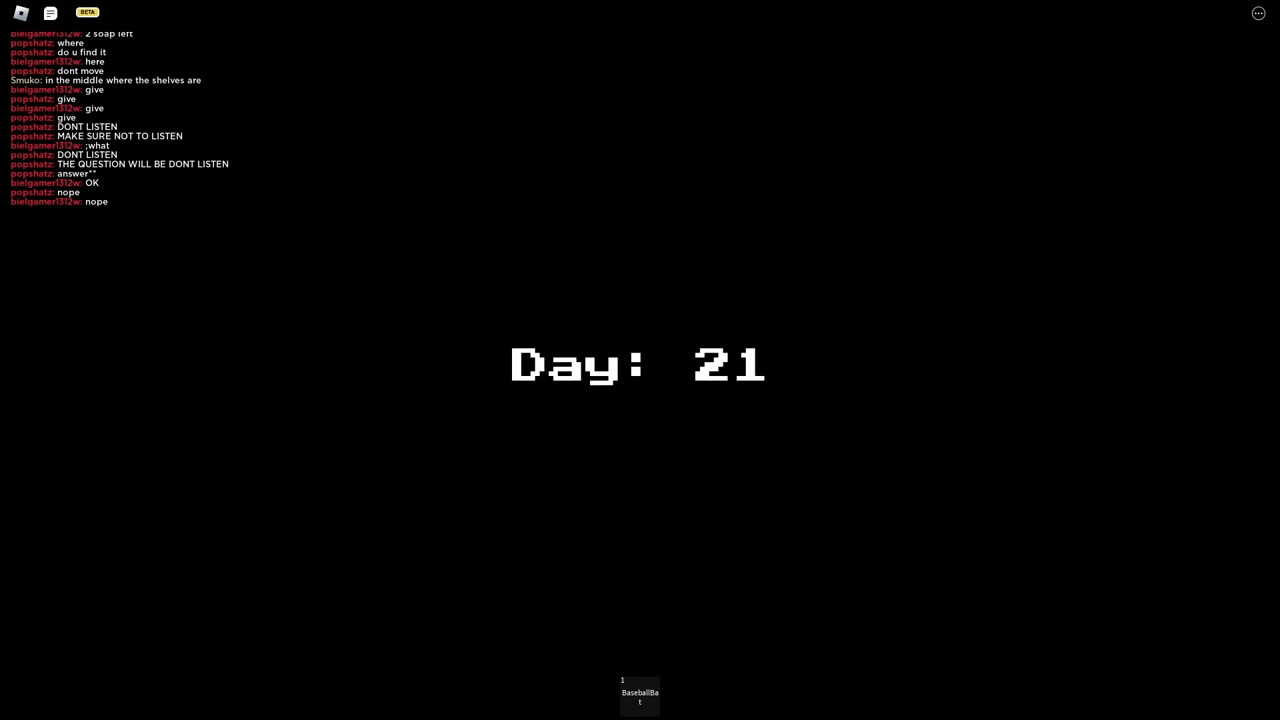 BETA
bielgamer1312w: 2 soap left
popshatz: where
popshatz: do u find it
bielgamer1312w: here
popshatz: dont move
Smuko: in the middle where the shelves are
bielgamer1312w: give
popshatz: give
bielgamer1312w: give
popshatz: give
popshatz: DONT LISTEN
popshatz: MAKE SURE NOT TO LISTEN
bielgamer1312w: ;what
popshatz: DONT LISTEN
popshatz: THE QUESTION WILL BE DONT LISTEN
popshatz: answer**
bielgamer1312w: OK
popshatz: nope
bielgamer1312w: nope
Day: 21
1
BaseballBa
t